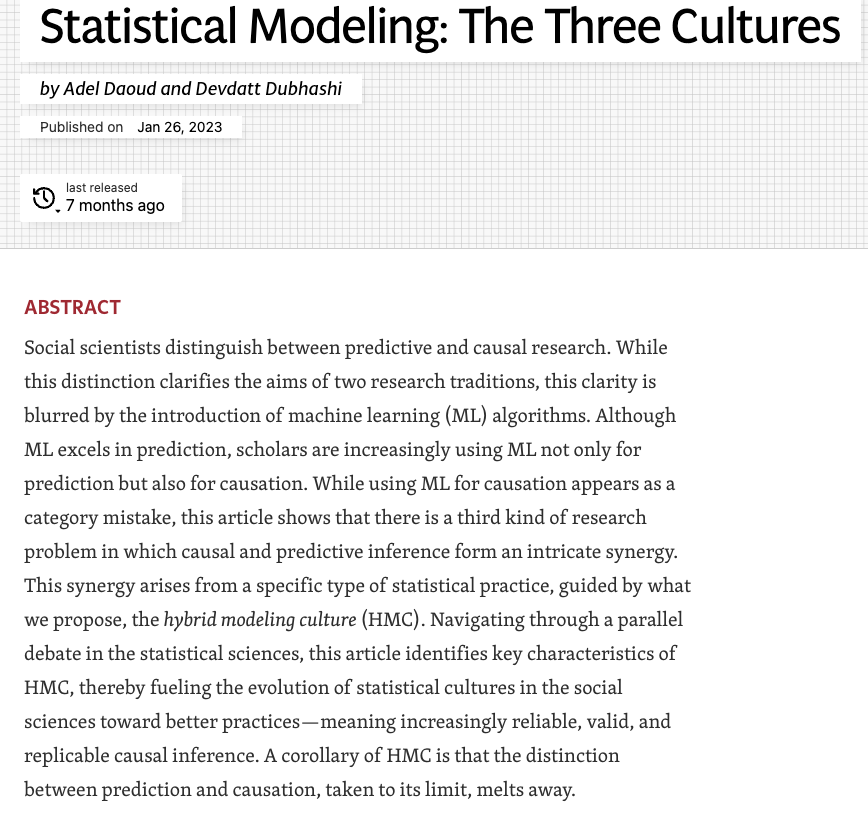 Statistical Modeling: The Three Cultures
by Adel Daoud and Devdatt Dubhashi
Published on Jan 26, 2023
last released
7 months ago
ABSTRACT
Social scientists distinguish between predictive and causal research. While
this distinction clarifies the aims of two research traditions, this clarity is
blurred by the introduction of machine learning (ML) algorithms. Although
ML excels in prediction, scholars are increasingly using ML not only for
prediction but also for causation. While using ML for causation appears as a
category mistake, this article shows that there is a third kind of research
problem in which causal and predictive inference form an intricate synergy.
This synergy arises from a specific type of statistical practice, guided by what
we propose, the hybrid modeling culture (HMC). Navigating through a parallel
debate in the statistical sciences, this article identifies key characteristics of
HMC, thereby fueling the evolution of statistical cultures in the social
sciences toward better practices—meaning increasingly reliable, valid, and
replicable causal inference. A corollary of HMC is that the distinction
between prediction and causation, taken to its limit, melts away.